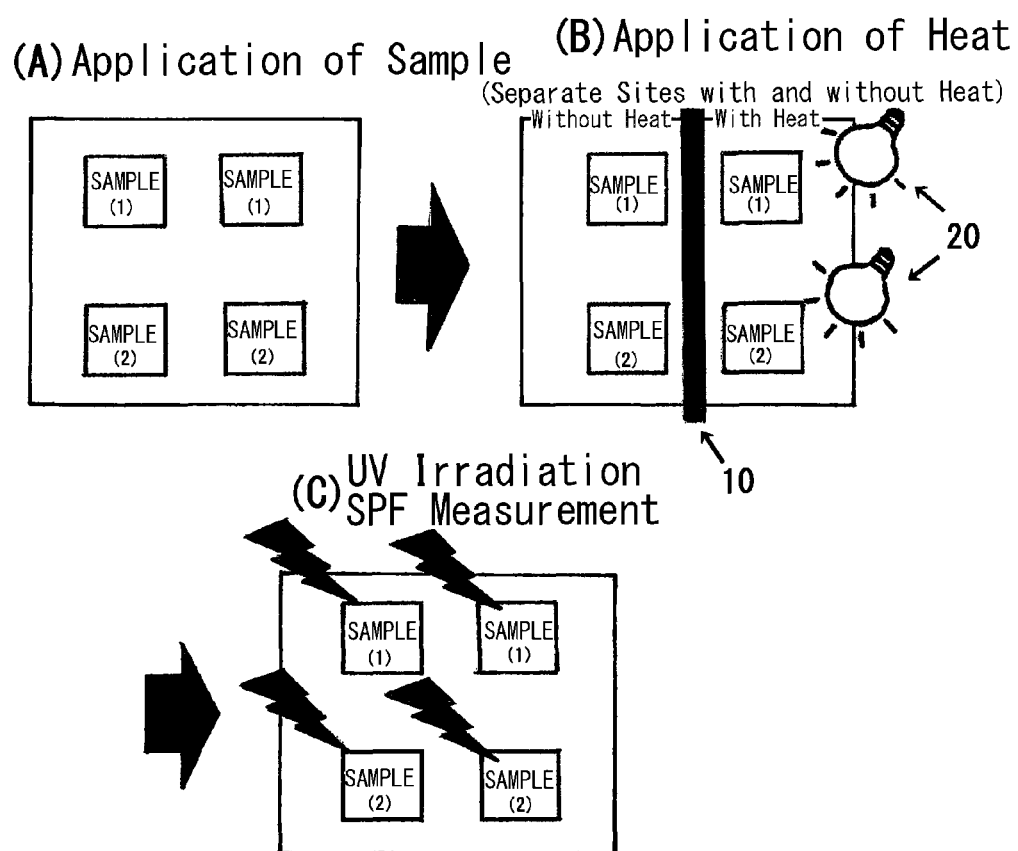 (A) Application of Sample
SAMPLE
(1)
SAMPLE
(1)
SAMPLE
(2)
SAMPLE
(2)
(B) Application of Heat
(Separate Sites with and without Heat)
Without Heat
With Heat
SAMPLE
(1)
SAMPLE
(1)
SAMPLE
(2)
SAMPLE
(2)
20
10
(C) UV Irradiation
SPF Measurement
SAMPLE
(1)
SAMPLE
(1)
SAMPLE
(2)
SAMPLE
(2)